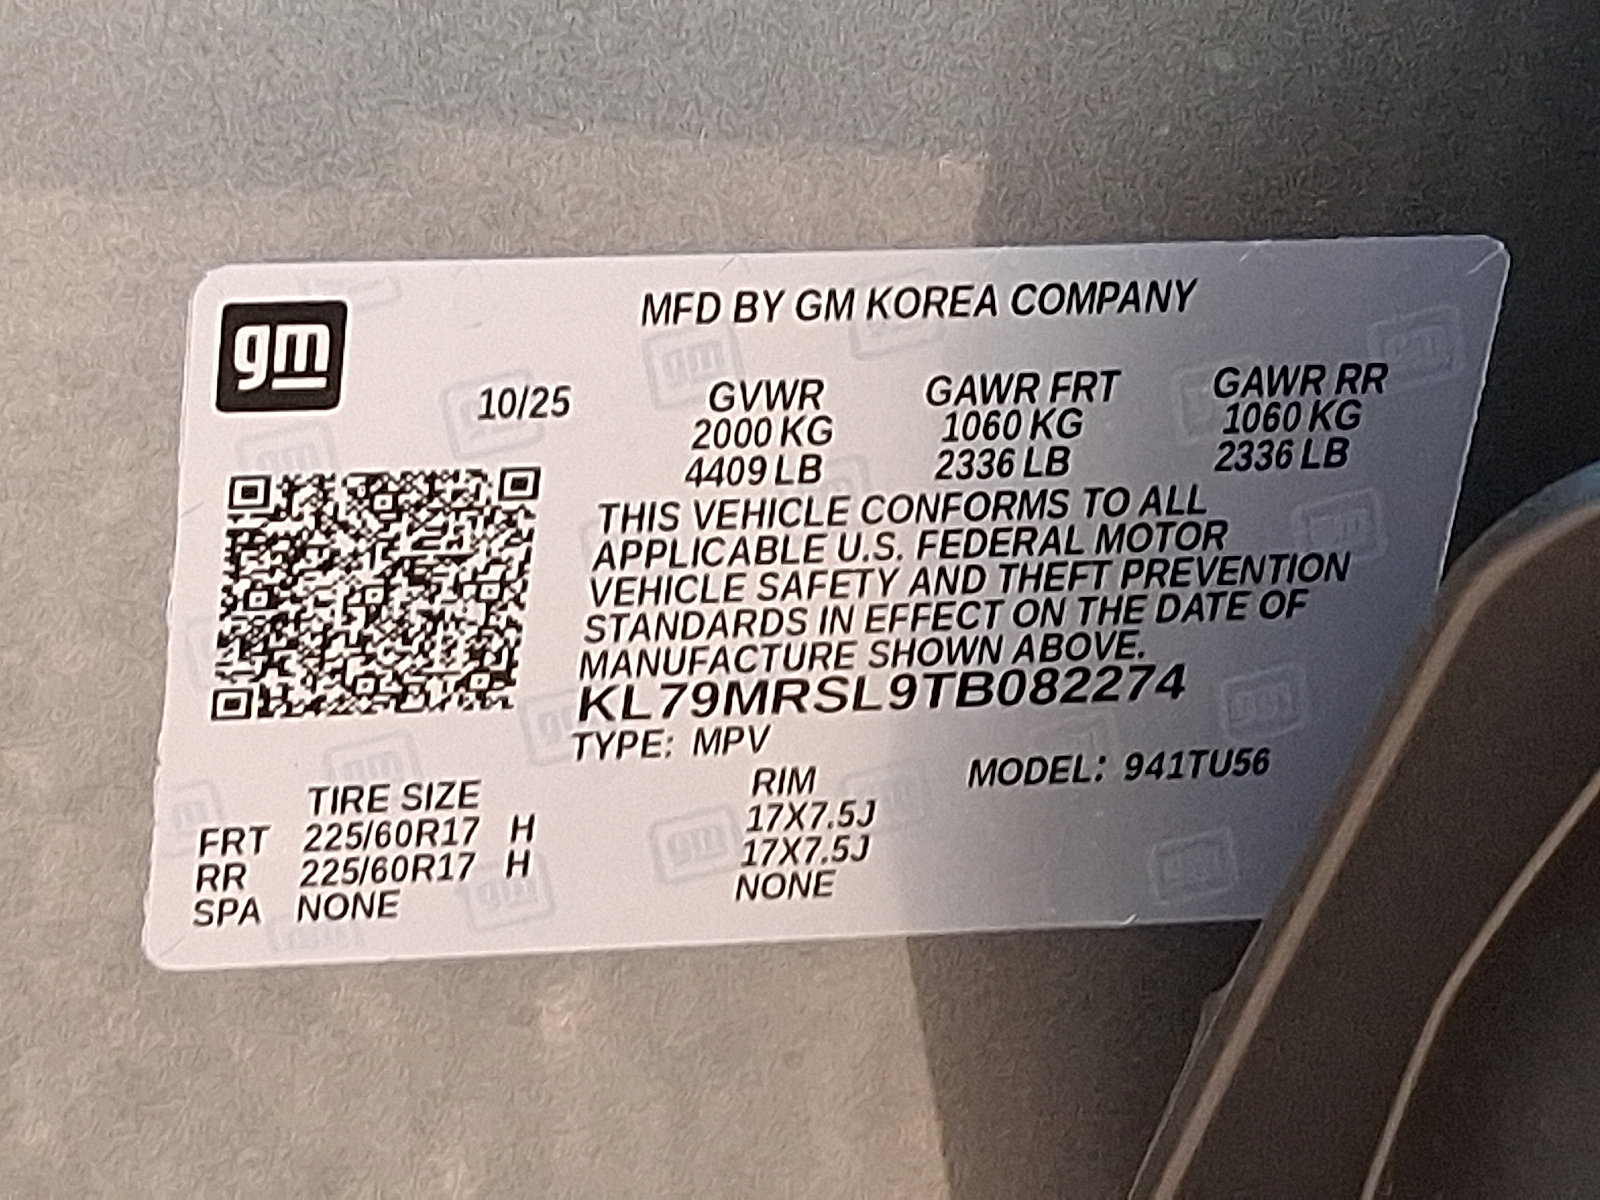 gm
MFD BY GM KOREA COMPANY
10/25 GVWR GAWR FRT GAWR RR
2000 KG 1060 KG 1060 KG
4409 LB 2336 LB 2336 LB
THIS VEHICLE CONFORMS TO ALL
APPLICABLE U.S. FEDERAL MOTOR
VEHICLE SAFETY AND THEFT PREVENTION
STANDARDS IN EFFECT ON THE DATE OF
MANUFACTURE SHOWN ABOVE.
KL79MRSL9TB082274
TYPE: MPV MODEL: 941TU56
TIRE SIZE RIM
FRT 225/60R17 H 17X7.5J
RR 225/60R17 H 17X7.5J
SPA NONE NONE